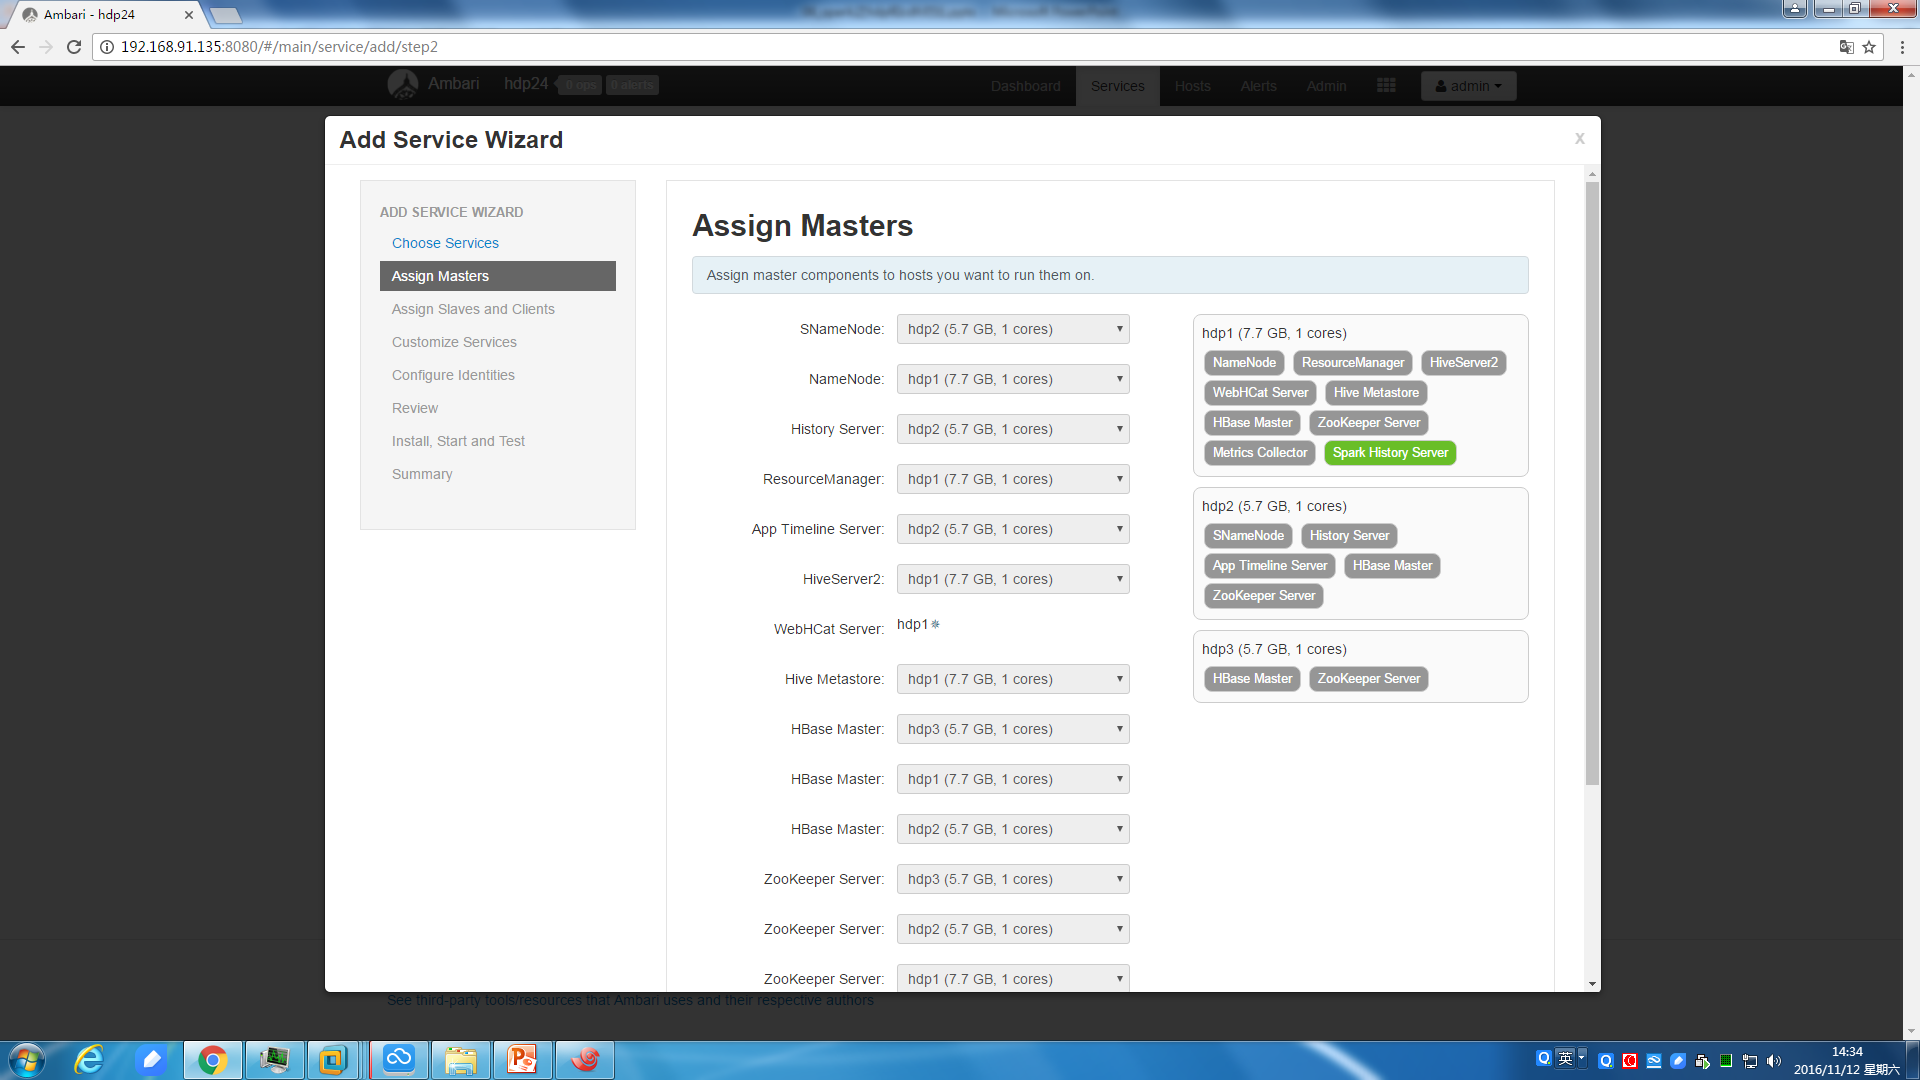 Ambari - hdp24
192.168.91.135:8080/#/main/service/add/step2
Ambari hdp24 0 ops 0 alerts Dashboard Services Hosts Alerts Admin admin
Add Service Wizard X
ADD SERVICE WIZARD
Choose Services
Assign Masters
Assign Slaves and Clients
Customize Services
Configure Identities
Review
Install, Start and Test
Summary
Assign Masters
Assign master components to hosts you want to run them on.
SNameNode: hdp2 (5.7 GB, 1 cores)
NameNode: hdp1 (7.7 GB, 1 cores)
History Server: hdp2 (5.7 GB, 1 cores)
ResourceManager: hdp1 (7.7 GB, 1 cores)
App Timeline Server: hdp2 (5.7 GB, 1 cores)
HiveServer2: hdp1 (7.7 GB, 1 cores)
WebHCat Server: hdp1*
Hive Metastore: hdp1 (7.7 GB, 1 cores)
HBase Master: hdp3 (5.7 GB, 1 cores)
HBase Master: hdp1 (7.7 GB, 1 cores)
HBase Master: hdp2 (5.7 GB, 1 cores)
ZooKeeper Server: hdp3 (5.7 GB, 1 cores)
ZooKeeper Server: hdp2 (5.7 GB, 1 cores)
ZooKeeper Server: hdp1 (7.7 GB, 1 cores)
hdp1 (7.7 GB, 1 cores)
NameNode ResourceManager HiveServer2
WebHCat Server Hive Metastore
HBase Master ZooKeeper Server
Metrics Collector Spark History Server
hdp2 (5.7 GB, 1 cores)
SNameNode History Server
App Timeline Server HBase Master
ZooKeeper Server
hdp3 (5.7 GB, 1 cores)
HBase Master ZooKeeper Server
See third-party tools/resources that Ambari uses and their respective authors
英
14:34
2016/11/12 星期六